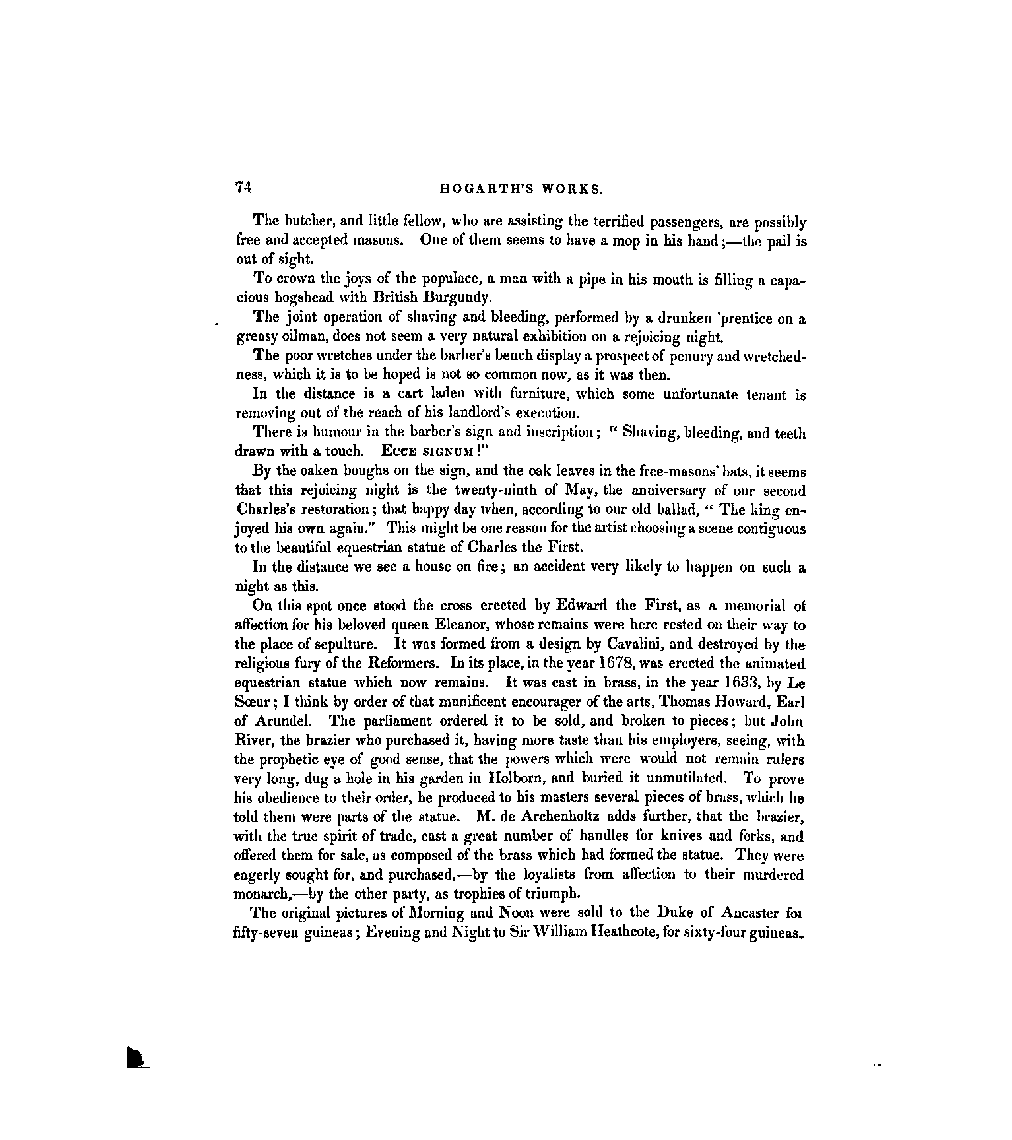 74 HOGARTH'S WORKS.
The butcher, and little fellow, who are assisting the terrified passengers, are possibly
free and accepted masons. One of them seems to have a mop in his hand;—the pail is
out of sight.
To crown the joys of the populace, a man with a pipe in his mouth is filling a capa-
cious hogshead with British Burgundy.
The joint operation of shaving and bleeding, performed by a drunken 'prentice on a
greasy oilman, does not seem a very natural exhibition on a rejoicing night.
The poor wretches under the barber's bench display a prospect of penury and wretched-
ness, which it is to be hoped is not so common now, as it was then.
In the distance is a cart laden with furniture, which some unfortunate tenant is
removing out of the reach of his landlord's execution.
There is humour in the barber's sign and inscription; "Shaving, bleeding, and teeth
drawn with a touch. ECCE SIGNUM!"
By the oaken boughs on the sign, and the oak leaves in the free-masons' hats, it seems
that this rejoicing night is the twenty-ninth of May, the anniversary of our second
Charles's restoration; that happy day when, according to our old ballad, "The king en-
joyed his own again." This might be one reason for the artist choosing a scene contiguous
to the beautiful equestrian statue of Charles the First.
In the distance we see a house on fire; an accident very likely to happen on such a
night as this.
On this spot once stood the cross erected by Edward the First, as a memorial of
affection for his beloved queen Eleanor, whose remains were here rested on their way to
the place of sepulture. It was formed from a design by Cavalini, and destroyed by the
religious fury of the Reformers. In its place, in the year 1678, was erected the animated
equestrian statue which now remains. It was cast in brass, in the year 1633, by Le
Sœur; I think by order of that munificent encourager of the arts, Thomas Howard, Earl
of Arundel. The parliament ordered it to be sold, and broken to pieces; but John
River, the brazier who purchased it, having more taste than his employers, seeing, with
the prophetic eye of good sense, that the powers which were would not remain rulers
very long, dug a hole in his garden in Holborn, and buried it unmutilated. To prove
his obedience to their order, he produced to his masters several pieces of brass, which he
told them were parts of the statue. M. de Archenholtz adds further, that the brazier,
with the true spirit of trade, cast a great number of handles for knives and forks, and
offered them for sale, as composed of the brass which had formed the statue. They were
eagerly sought for, and purchased,—by the loyalists from affection to their murdered
monarch,—by the other party, as trophies of triumph.
The original pictures of Morning and Noon were sold to the Duke of Ancaster for
fifty-seven guineas; Evening and Night to Sir William Heathcote, for sixty-four guineas.